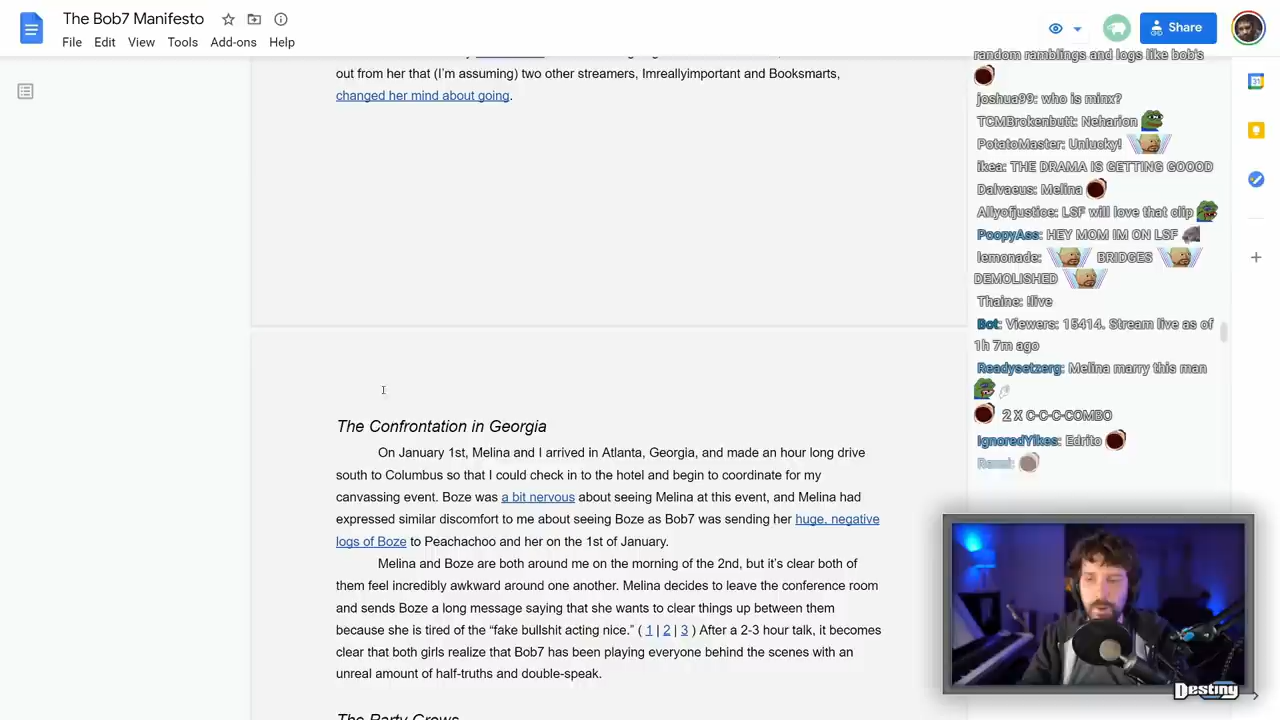 The Bob7 Manifesto
Share
File Edit View Tools Add-ons Help
out from her that (I'm assuming) two other streamers, Imreallyimportant and Booksmarts,
changed her mind about going.
The Confrontation in Georgia
On January 1st, Melina and I arrived in Atlanta, Georgia, and made an hour long drive
south to Columbus so that I could check in to the hotel and begin to coordinate for my
canvassing event. Boze was a bit nervous about seeing Melina at this event, and Melina had
expressed similar discomfort to me about seeing Boze as Bob7 was sending her huge, negative
logs of Boze to Peachachoo and her on the 1st of January.
Melina and Boze are both around me on the morning of the 2nd, but it's clear both of
them feel incredibly awkward around one another. Melina decides to leave the conference room
and sends Boze a long message saying that she wants to clear things up between them
because she is tired of the "fake bullshit acting nice." ( 1 | 2 | 3 ) After a 2-3 hour talk, it becomes
clear that both girls realize that Bob7 has been playing everyone behind the scenes with an
unreal amount of half-truths and double-speak.
The Party Grows
random ramblings and logs like bob's
joshua99: who is minx?
TCMBrokenbutt: Neharion
PotatoMaster: Unlucky!
ikea: THE DRAMA IS GETTING GOOOD
Dalvaeus: Melina
Allyofjustice: LSF will love that clip
PoopyAss: HEY MOM IM ON LSF
lemonade: BRIDGES
DEMOLISHED
Thaine: !live
Bot: Viewers: 15414. Stream live as of
1h 7m ago
Readysetzerg: Melina marry this man
2 X C-C-C-COMBO
IgnoredYikes: Edrito
31
Destiny